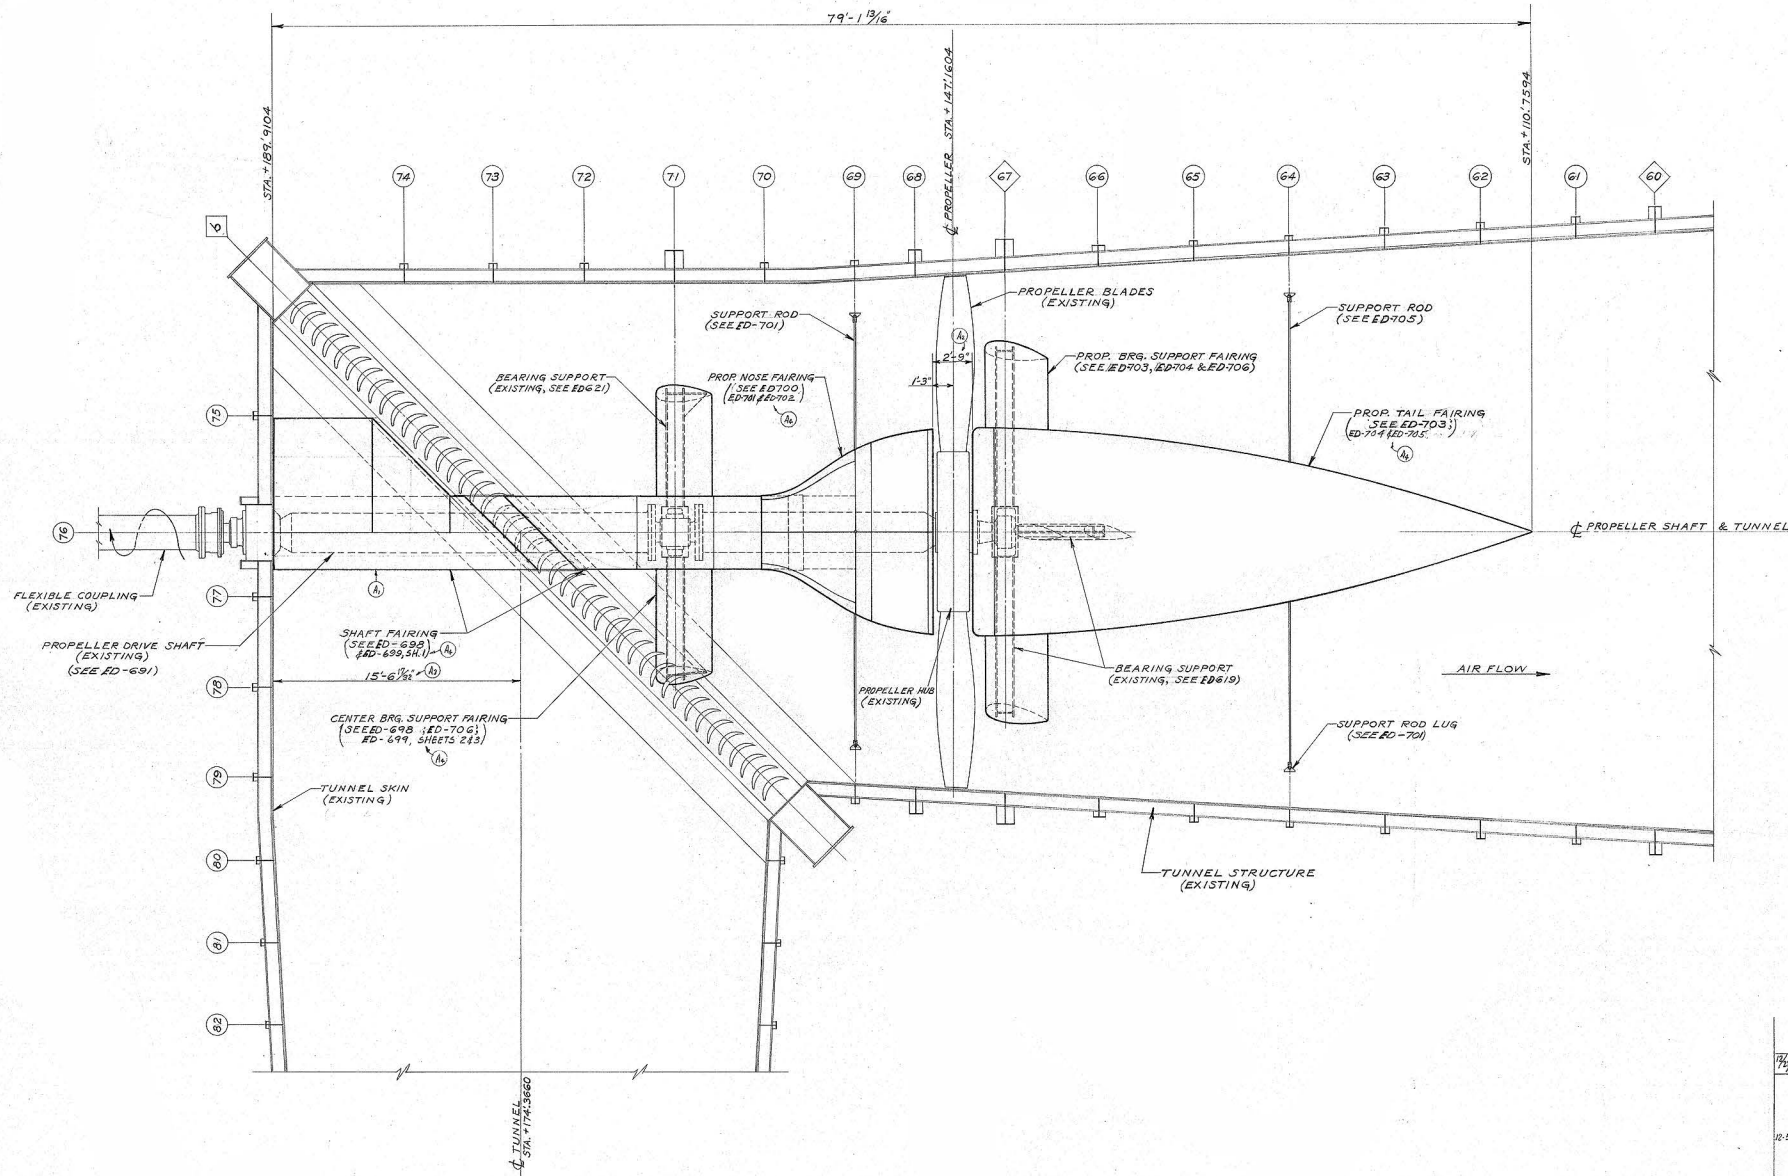 79'-1 13/16"
STA. +189.'9104
℄ PROPELLER STA. +147.'1604
STA. +110.'7594
74
73
72
71
70
69
68
67
66
65
64
63
62
61
60
6
PROPELLER BLADES
(EXISTING)
SUPPORT ROD
(SEE ED-701)
SUPPORT ROD
(SEE ED-705)
A2
2'-9"
1'-3"
BEARING SUPPORT
(EXISTING, SEE ED621)
PROP. NOSE FAIRING
(SEE ED700,
ED-701 & ED-702)
A4
PROP. BRG. SUPPORT FAIRING
(SEE ED703, ED-704 & ED-706)
PROP. TAIL FAIRING
(SEE ED-703;
ED-704 & ED-705)
A4
75
76
℄ PROPELLER SHAFT & TUNNEL
FLEXIBLE COUPLING
(EXISTING)
77
A1
PROPELLER DRIVE SHAFT
(EXISTING)
(SEE ED-691)
SHAFT FAIRING
(SEE ED-698
& ED-699, SH. 1)
A4
15'-6 17/32"
A3
78
BEARING SUPPORT
(EXISTING, SEE ED619)
AIR FLOW
PROPELLER HUB
(EXISTING)
CENTER BRG. SUPPORT FAIRING
(SEE ED-698; ED-706;
ED-699, SHEETS 2&3)
A4
SUPPORT ROD LUG
(SEE ED-701)
79
TUNNEL SKIN
(EXISTING)
80
TUNNEL STRUCTURE
(EXISTING)
81
82
℄ TUNNEL
STA. +174.'3660